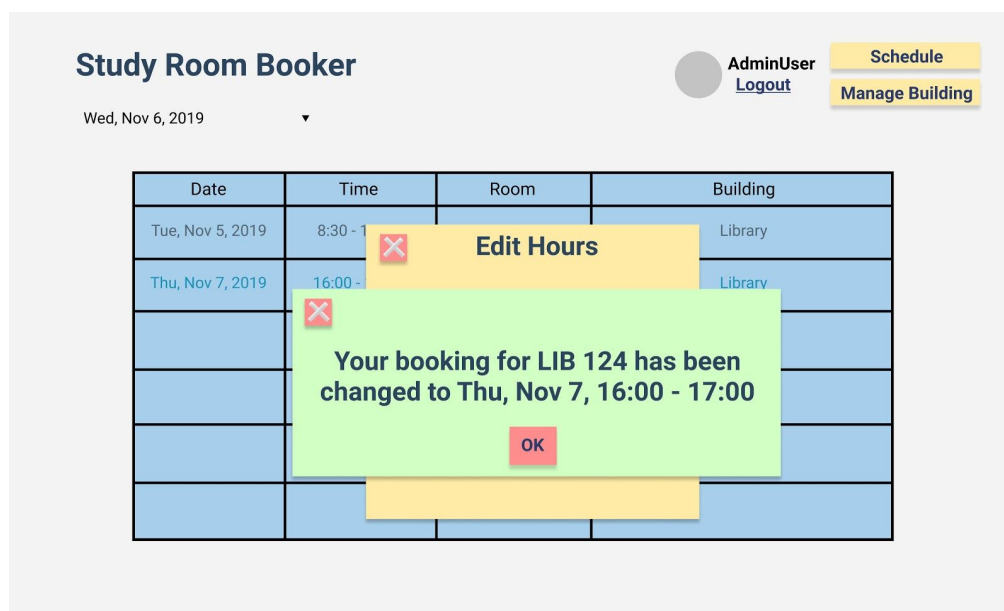 Study Room Booker
AdminUser
Logout
Schedule
Manage Building
Wed, Nov 6, 2019
Date Time Room Building
Tue, Nov 5, 2019 8:30 - Library
Thu, Nov 7, 2019 16:00 - Library
Edit Hours
Your booking for LIB 124 has been
changed to Thu, Nov 7, 16:00 - 17:00
OK